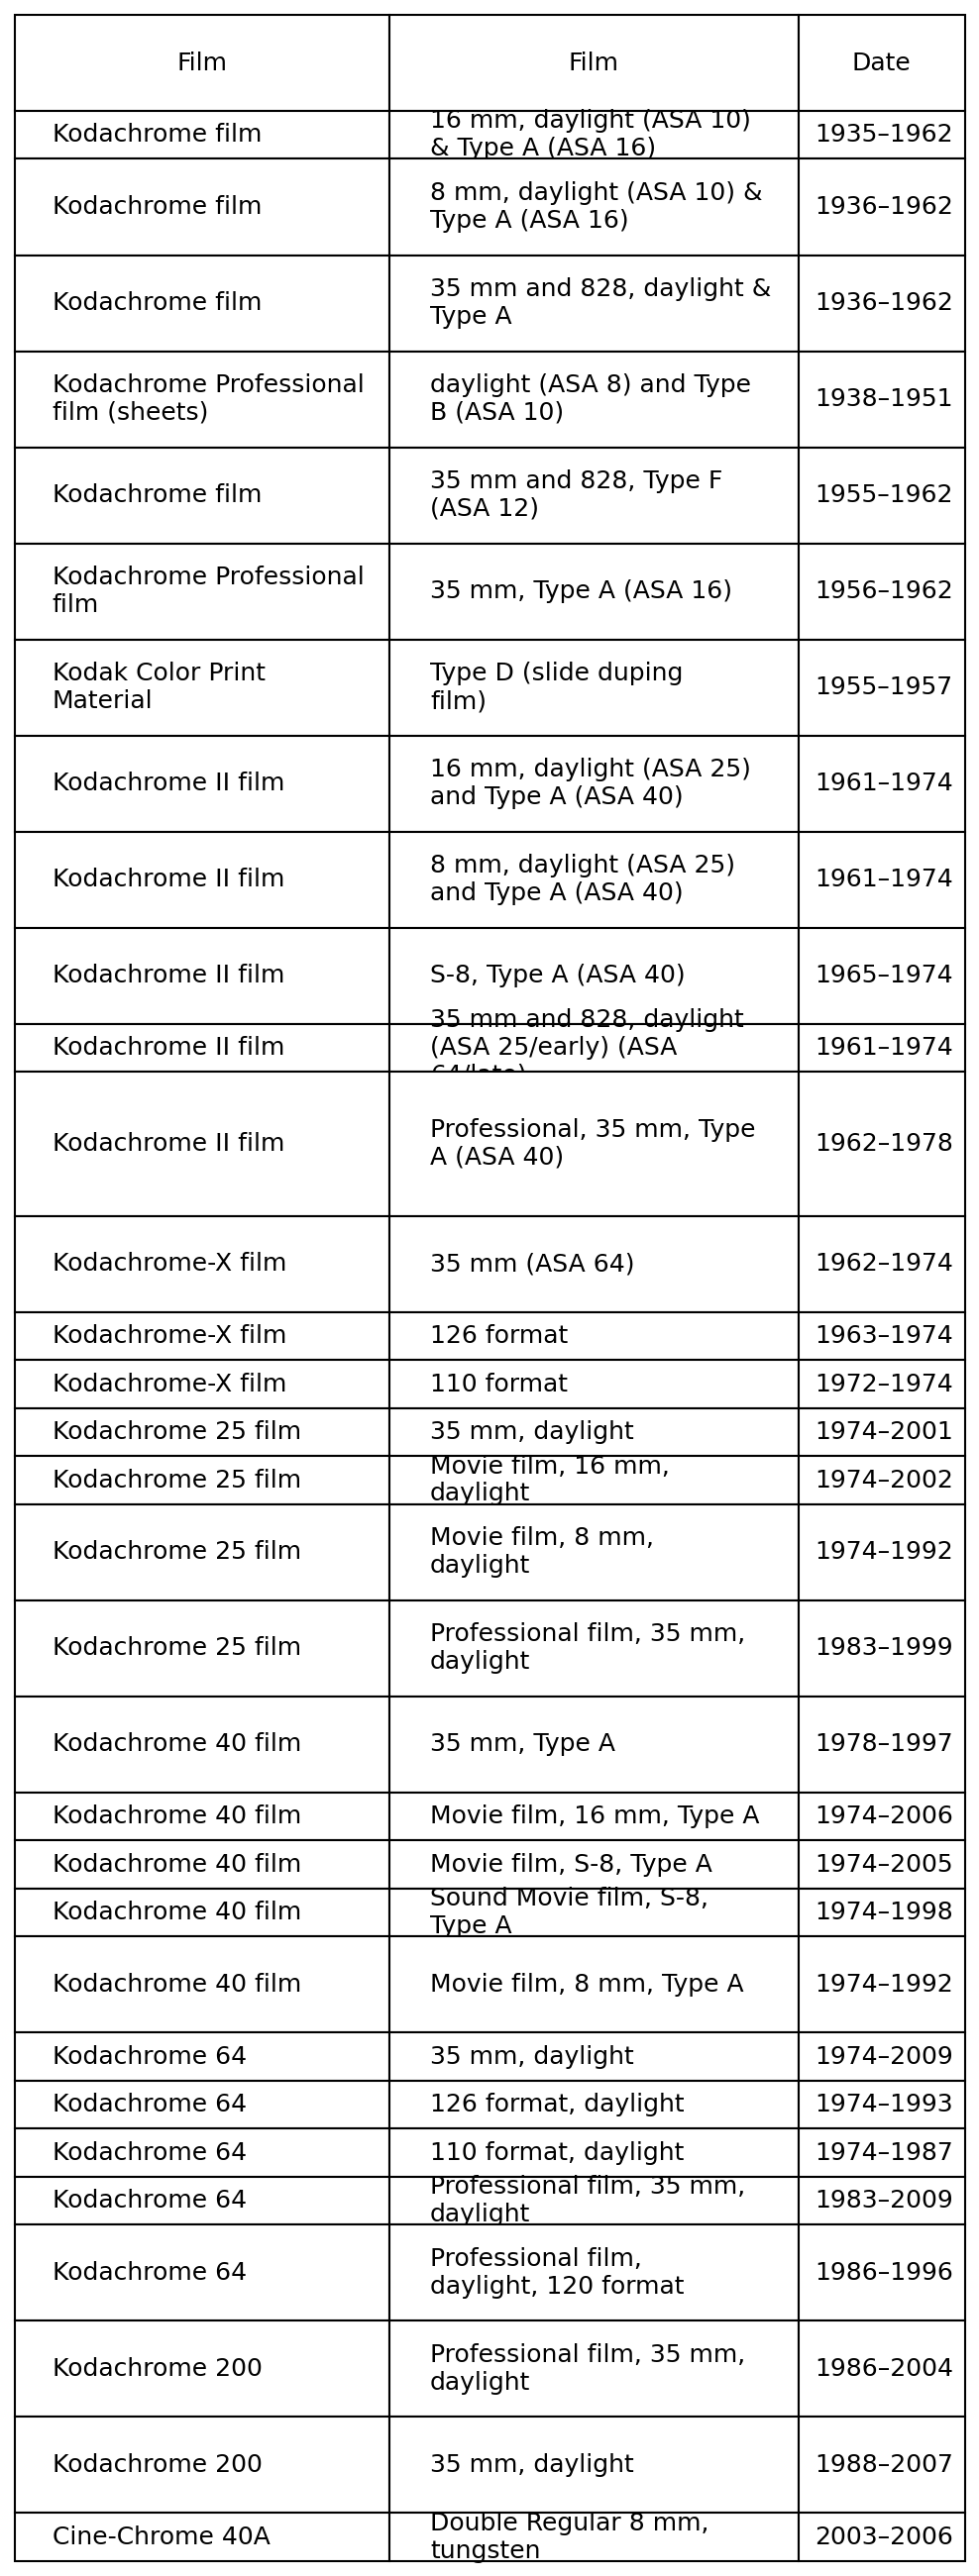 Film Film Date
Kodachrome film 16 mm, daylight (ASA 10) 1935–1962
& Type A (ASA 16)
Kodachrome film 8 mm, daylight (ASA 10) & 1936–1962
Type A (ASA 16)
Kodachrome film 35 mm and 828, daylight & 1936–1962
Type A
Kodachrome Professional daylight (ASA 8) and Type 1938–1951
film (sheets) B (ASA 10)
Kodachrome film 35 mm and 828, Type F 1955–1962
(ASA 12)
Kodachrome Professional 35 mm, Type A (ASA 16) 1956–1962
film
Kodak Color Print Type D (slide duping 1955–1957
Material film)
Kodachrome II film 16 mm, daylight (ASA 25) 1961–1974
and Type A (ASA 40)
Kodachrome II film 8 mm, daylight (ASA 25) 1961–1974
and Type A (ASA 40)
Kodachrome II film S-8, Type A (ASA 40) 1965–1974
35 mm and 828, daylight
Kodachrome II film (ASA 25/early) (ASA 1961–1974
64/late)
Kodachrome II film Professional, 35 mm, Type 1962–1978
A (ASA 40)
Kodachrome-X film 35 mm (ASA 64) 1962–1974
Kodachrome-X film 126 format 1963–1974
Kodachrome-X film 110 format 1972–1974
Kodachrome 25 film 35 mm, daylight 1974–2001
Kodachrome 25 film Movie film, 16 mm, 1974–2002
daylight
Kodachrome 25 film Movie film, 8 mm, 1974–1992
daylight
Kodachrome 25 film Professional film, 35 mm, 1983–1999
daylight
Kodachrome 40 film 35 mm, Type A 1978–1997
Kodachrome 40 film Movie film, 16 mm, Type A 1974–2006
Kodachrome 40 film Movie film, S-8, Type A 1974–2005
Kodachrome 40 film Sound Movie film, S-8, 1974–1998
Type A
Kodachrome 40 film Movie film, 8 mm, Type A 1974–1992
Kodachrome 64 35 mm, daylight 1974–2009
Kodachrome 64 126 format, daylight 1974–1993
Kodachrome 64 110 format, daylight 1974–1987
Kodachrome 64 Professional film, 35 mm, 1983–2009
daylight
Kodachrome 64 Professional film, 1986–1996
daylight, 120 format
Kodachrome 200 Professional film, 35 mm, 1986–2004
daylight
Kodachrome 200 35 mm, daylight 1988–2007
Cine-Chrome 40A Double Regular 8 mm, 2003–2006
tungsten